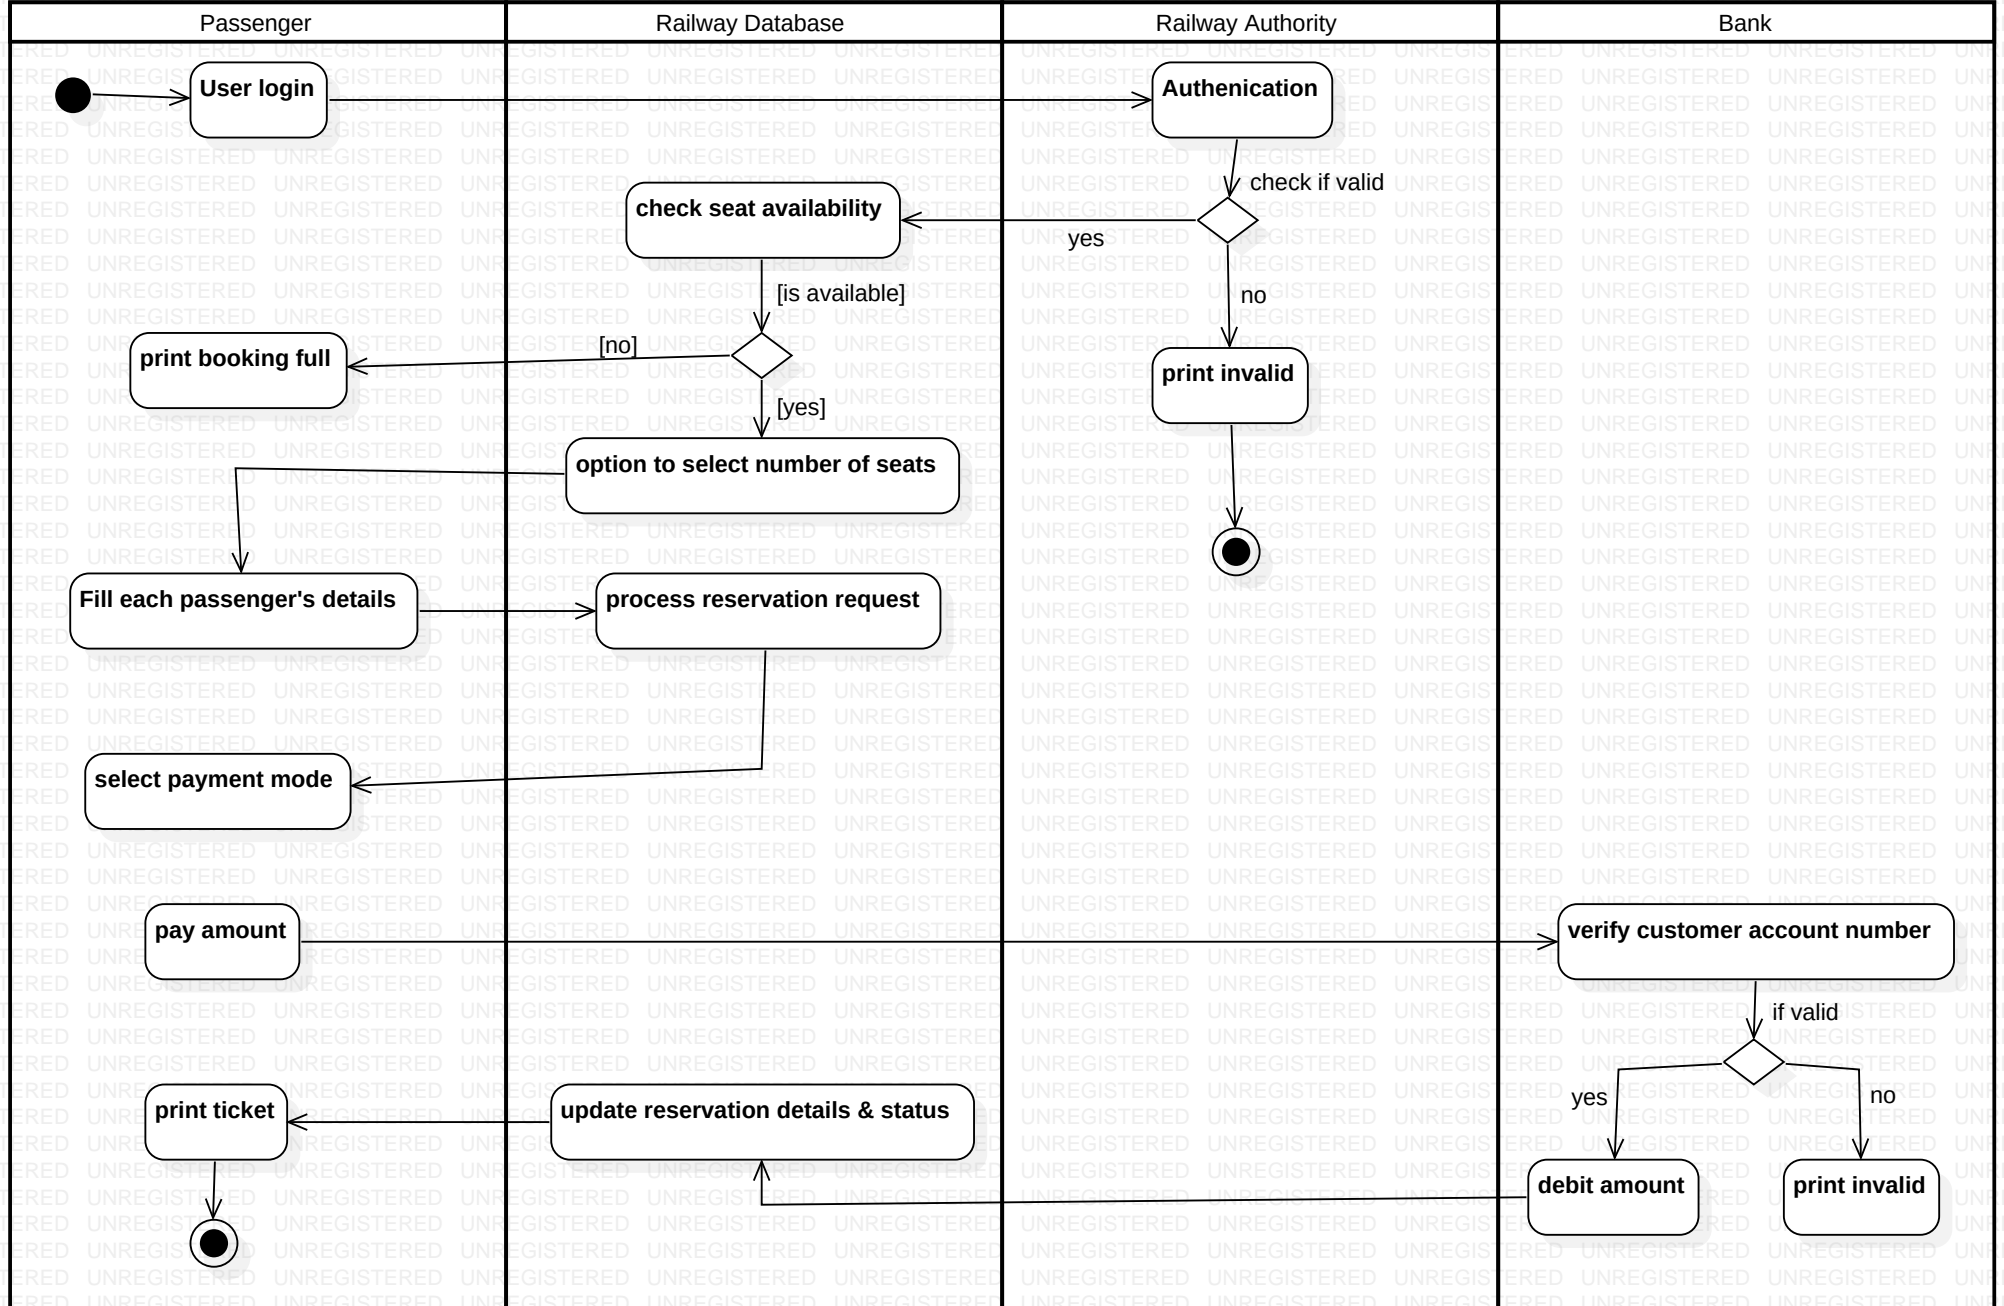 Passenger
Railway Database
Railway Authority
Bank
User login
Authenication
check if valid
check seat availability
yes
[is available]
no
[no]
print booking full
print invalid
[yes]
option to select number of seats
Fill each passenger's details
process reservation request
select payment mode
pay amount
verify customer account number
if valid
yes
no
print ticket
update reservation details & status
debit amount
print invalid
UNREGISTERED